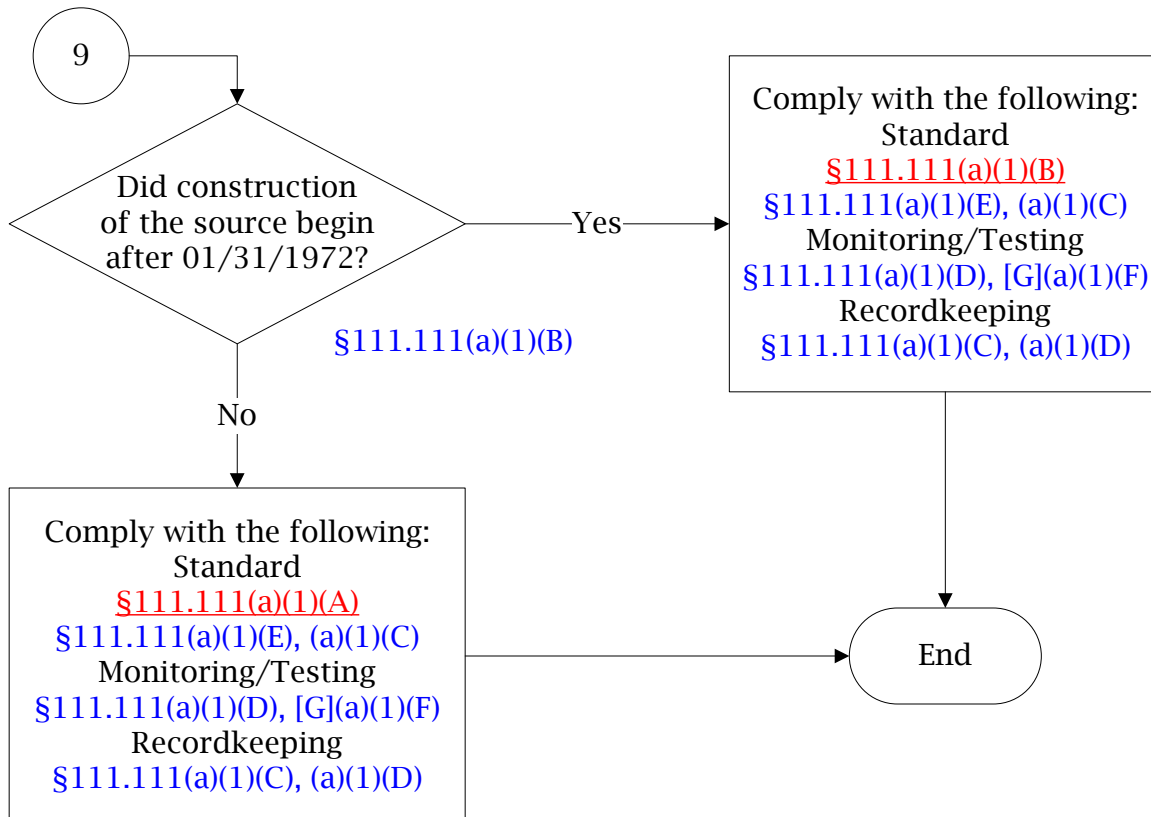 9
Did construction
of the source begin
after 01/31/1972?
§111.111(a)(1)(B)
Yes
Comply with the following:
Standard
§111.111(a)(1)(B)
§111.111(a)(1)(E), (a)(1)(C)
Monitoring/Testing
§111.111(a)(1)(D), [G](a)(1)(F)
Recordkeeping
§111.111(a)(1)(C), (a)(1)(D)
No
Comply with the following:
Standard
§111.111(a)(1)(A)
§111.111(a)(1)(E), (a)(1)(C)
Monitoring/Testing
§111.111(a)(1)(D), [G](a)(1)(F)
Recordkeeping
§111.111(a)(1)(C), (a)(1)(D)
End